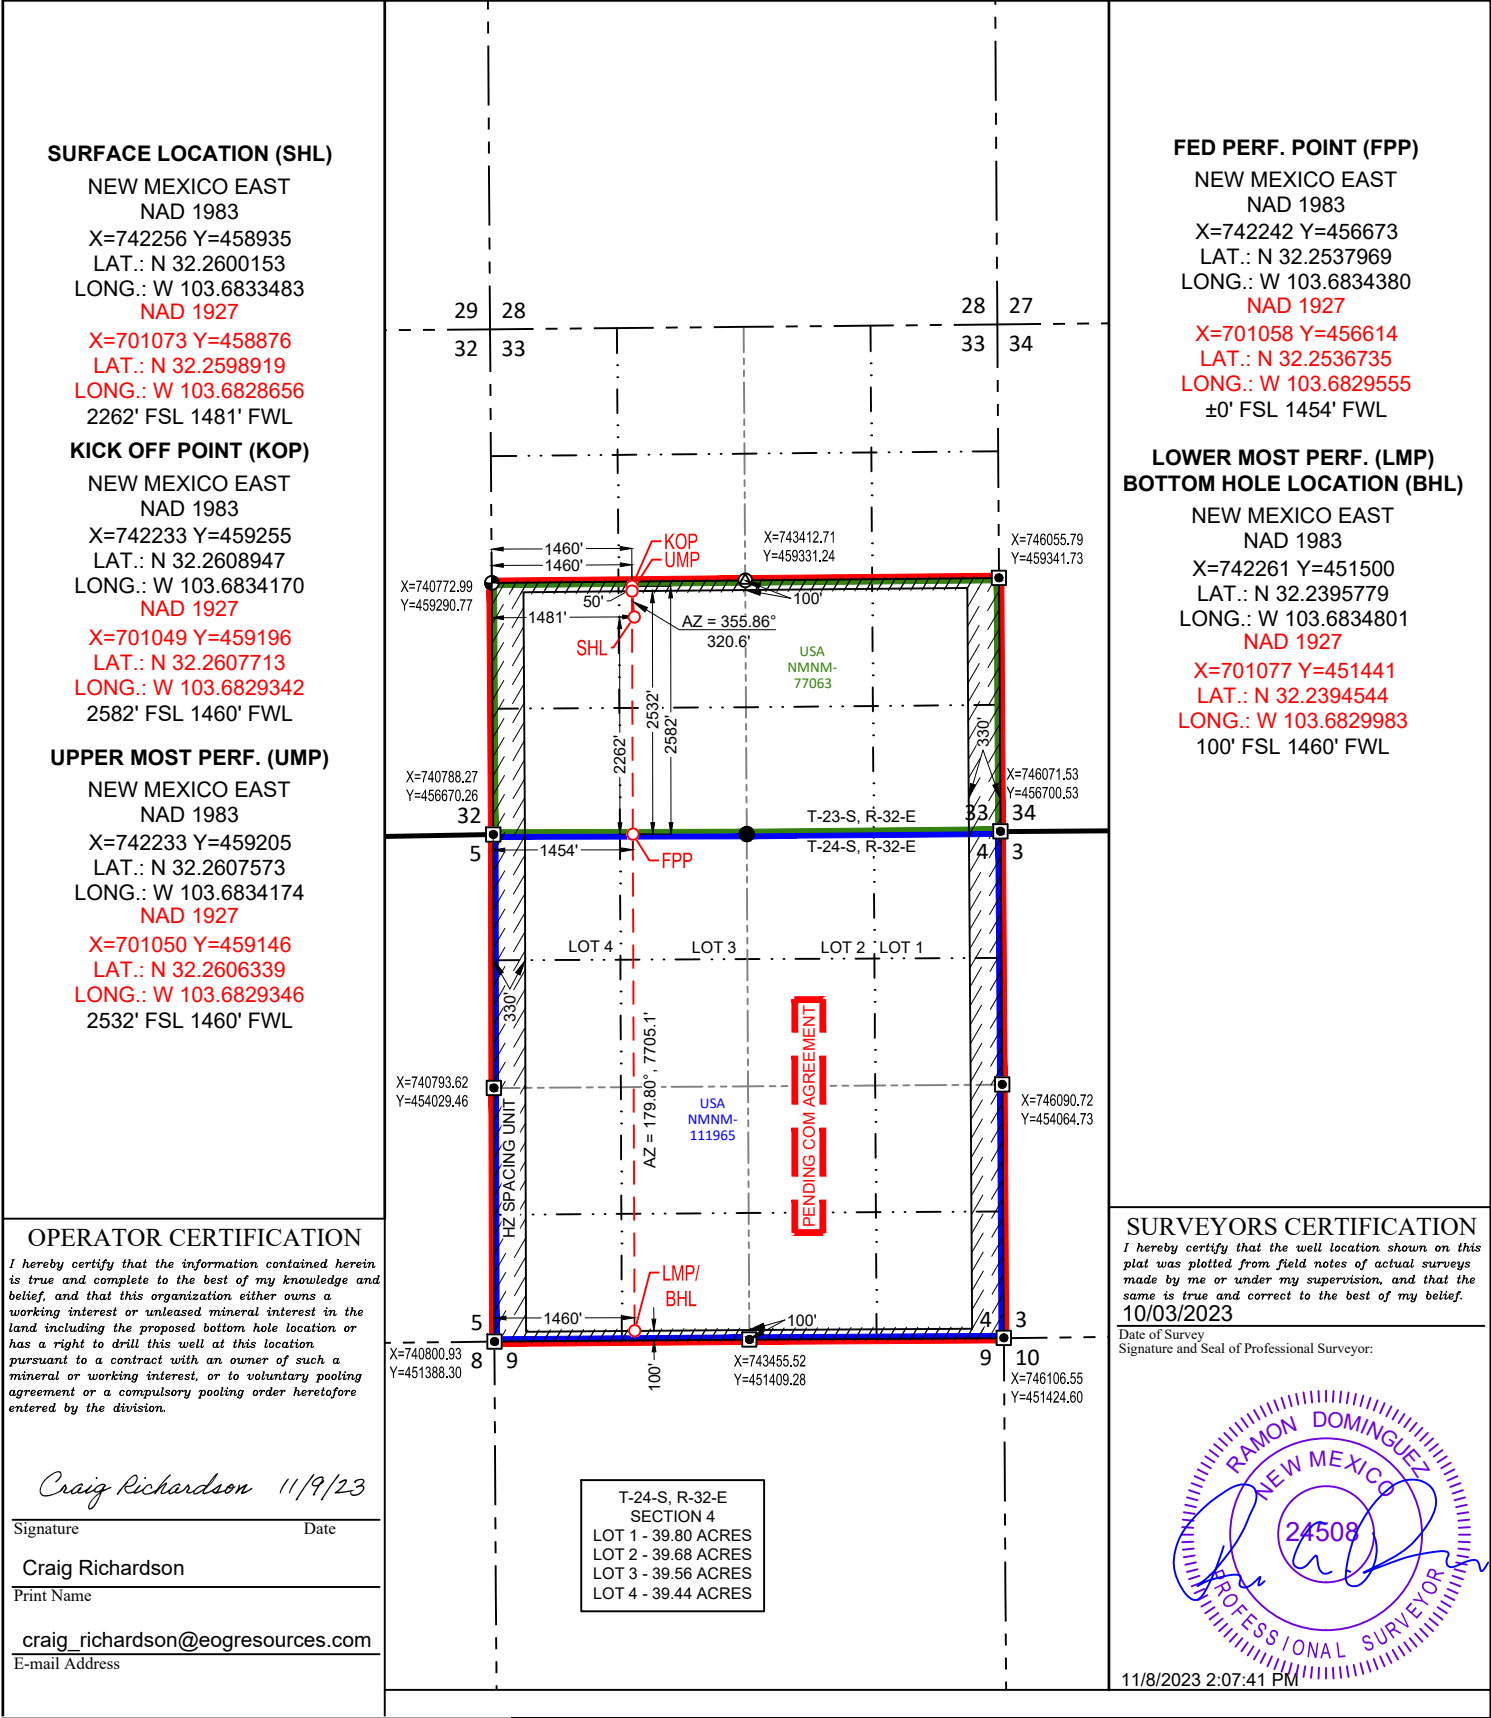 SURFACE LOCATION (SHL)
NEW MEXICO EAST
NAD 1983
X=742256 Y=458935
LAT.: N 32.2600153
LONG.: W 103.6833483
NAD 1927
X=701073 Y=458876
LAT.: N 32.2598919
LONG.: W 103.6828656
2262' FSL 1481' FWL
KICK OFF POINT (KOP)
NEW MEXICO EAST
NAD 1983
X=742233 Y=459255
LAT.: N 32.2608947
LONG.: W 103.6834170
NAD 1927
X=701049 Y=459196
LAT.: N 32.2607713
LONG.: W 103.6829342
2582' FSL 1460' FWL
UPPER MOST PERF. (UMP)
NEW MEXICO EAST
NAD 1983
X=742233 Y=459205
LAT.: N 32.2607573
LONG.: W 103.6834174
NAD 1927
X=701050 Y=459146
LAT.: N 32.2606339
LONG.: W 103.6829346
2532' FSL 1460' FWL
OPERATOR CERTIFICATION
I hereby certify that the information contained herein
is true and complete to the best of my knowledge and
belief, and that this organization either owns a
working interest or unleased mineral interest in the
land including the proposed bottom hole location or
has a right to drill this well at this location
pursuant to a contract with an owner of such a
mineral or working interest, or to voluntary pooling
agreement or a compulsory pooling order heretofore
entered by the division.
Craig Richardson 11/9/23
Signature Date
Craig Richardson
Print Name
craig_richardson@eogresources.com
E-mail Address
29 28
32 33
28 27
33 34
1460'
1460'
KOP
UMP
X=743412.71
Y=459331.24
X=746055.79
Y=459341.73
X=740772.99
Y=459290.77
50'
100'
1481'
AZ = 355.86°
320.6'
SHL
USA
NMNM-
77063
2532'
2582'
2262'
330'
X=740788.27
Y=456670.26
X=746071.53
Y=456700.53
32
33 34
T-23-S, R-32-E
T-24-S, R-32-E
5
4 3
1454'
FPP
LOT 4
LOT 3
LOT 2
LOT 1
330'
AZ = 179.80°, 7705.1'
PENDING COM AGREEMENT
HZ SPACING UNIT
X=740793.62
Y=454029.46
USA
NMNM-
111965
X=746090.72
Y=454064.73
LMP/
BHL
5
1460'
100'
4 3
8 9
9 10
X=740800.93
Y=451388.30
100'
X=743455.52
Y=451409.28
X=746106.55
Y=451424.60
T-24-S, R-32-E
SECTION 4
LOT 1 - 39.80 ACRES
LOT 2 - 39.68 ACRES
LOT 3 - 39.56 ACRES
LOT 4 - 39.44 ACRES
FED PERF. POINT (FPP)
NEW MEXICO EAST
NAD 1983
X=742242 Y=456673
LAT.: N 32.2537969
LONG.: W 103.6834380
NAD 1927
X=701058 Y=456614
LAT.: N 32.2536735
LONG.: W 103.6829555
±0' FSL 1454' FWL
LOWER MOST PERF. (LMP)
BOTTOM HOLE LOCATION (BHL)
NEW MEXICO EAST
NAD 1983
X=742261 Y=451500
LAT.: N 32.2395779
LONG.: W 103.6834801
NAD 1927
X=701077 Y=451441
LAT.: N 32.2394544
LONG.: W 103.6829983
100' FSL 1460' FWL
SURVEYORS CERTIFICATION
I hereby certify that the well location shown on this
plat was plotted from field notes of actual surveys
made by me or under my supervision, and that the
same is true and correct to the best of my belief.
10/03/2023
Date of Survey
Signature and Seal of Professional Surveyor:
RAMON DOMINGUEZ
NEW MEXICO
24508
PROFESSIONAL SURVEYOR
11/8/2023 2:07:41 PM